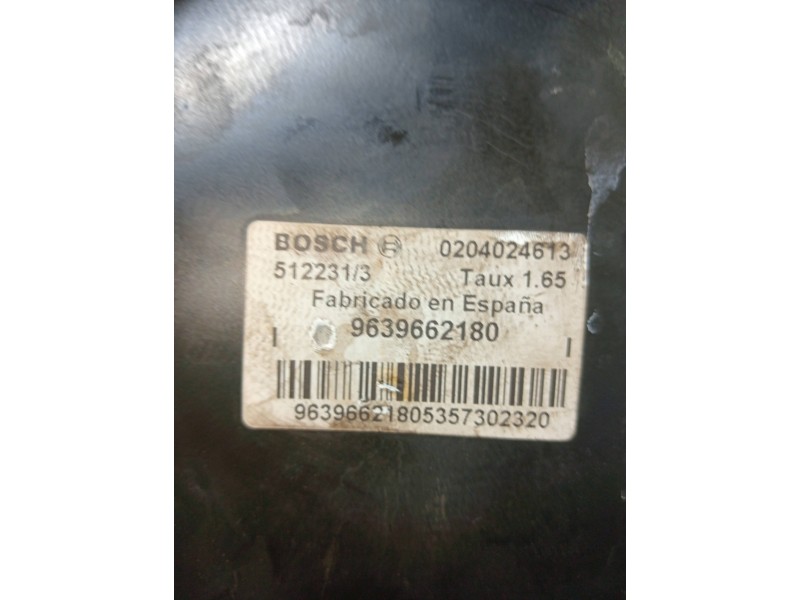 BOSCH 0204024613
512231/3 Taux 1.65
Fabricado en España
9639662180
96396621805357302320